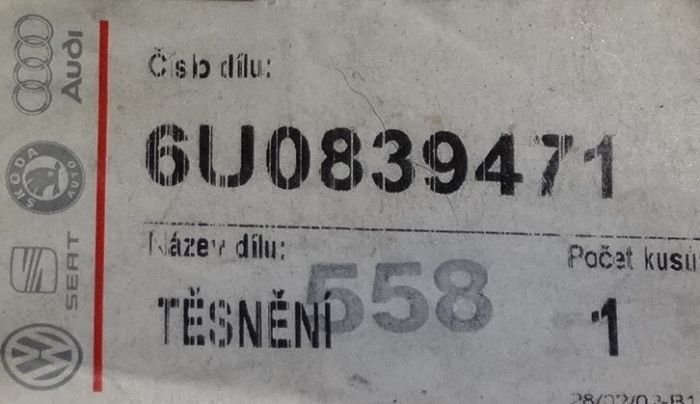 Audi
ŠKODA AUTO
SEAT
Číslo dílu:
6U0839471
Název dílu:
Počet kusů
TĚSNĚNÍ
558
1